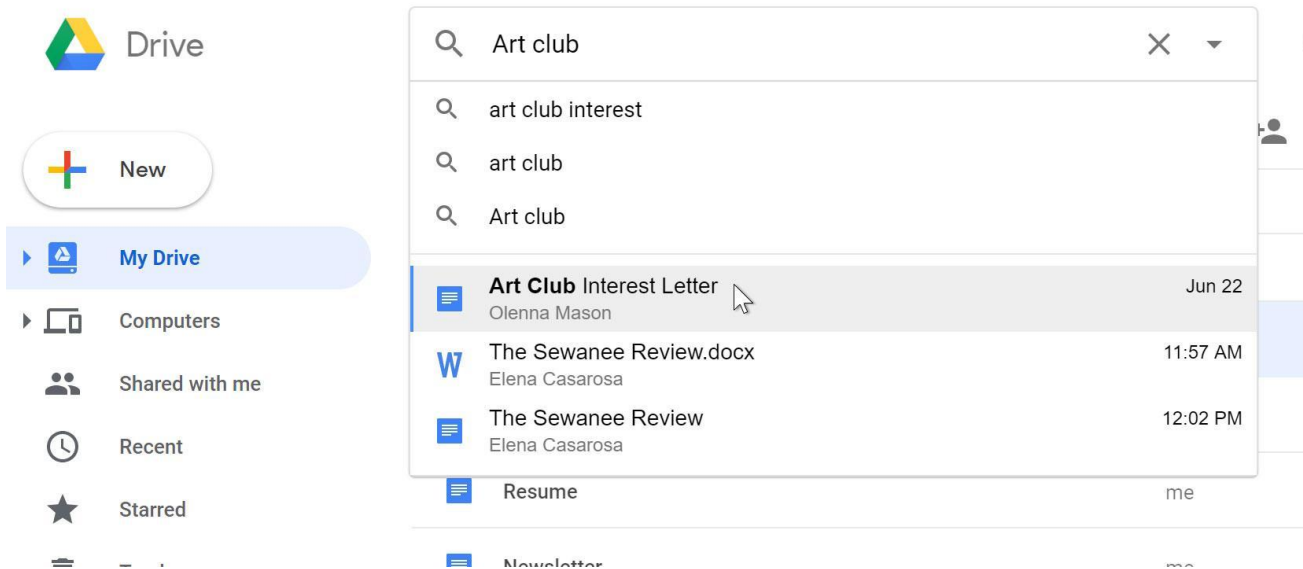 Drive
Art club
art club interest
New
art club
Art club
My Drive
Art Club Interest Letter Jun 22
Olenna Mason
Computers
The Sewanee Review.docx 11:57 AM
Elena Casarosa
Shared with me
The Sewanee Review 12:02 PM
Elena Casarosa
Recent
Resume me
Starred
Newsletter me